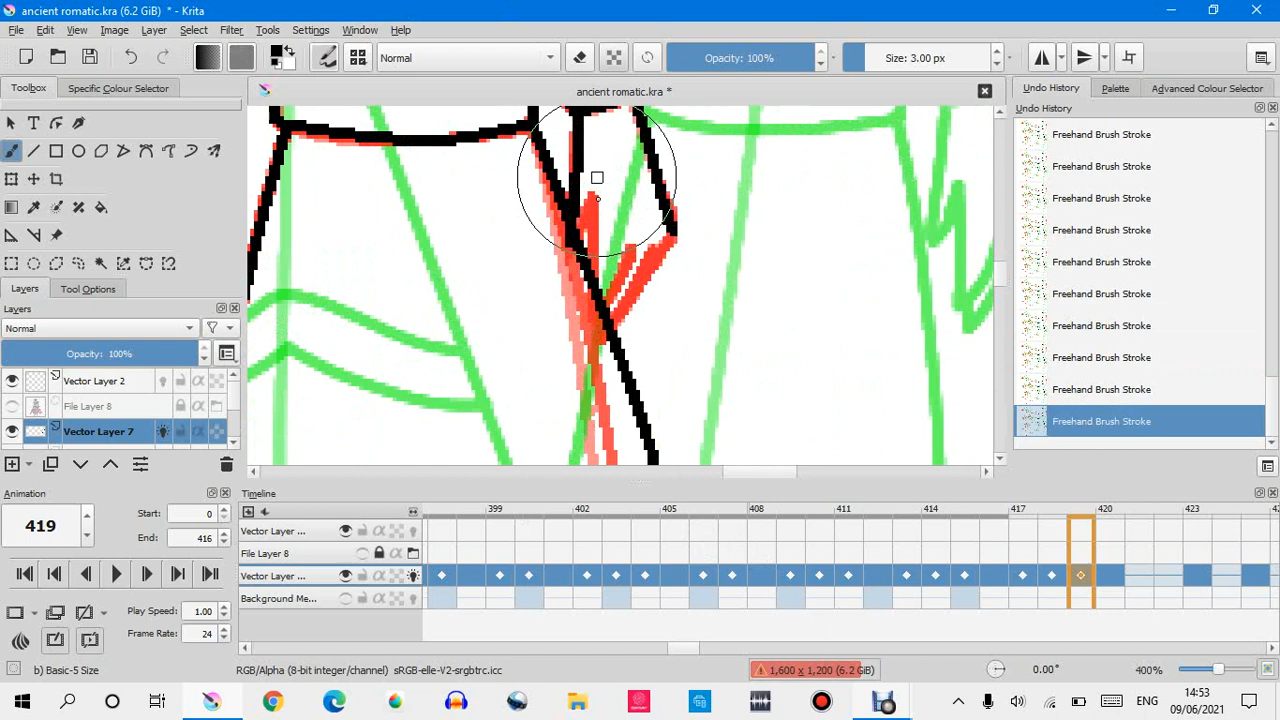 ancient romatic.kra (6.2 GiB) * - Krita
File Edit View Image Layer Select Filter Tools Settings Window Help
Normal Opacity: 100% Size: 3.00 px
Toolbox Specific Colour Selector
ancient romatic.kra *
Undo History Palette Advanced Colour Selector
Undo History
Freehand Brush Stroke
Freehand Brush Stroke
Freehand Brush Stroke
Freehand Brush Stroke
Freehand Brush Stroke
Freehand Brush Stroke
Freehand Brush Stroke
Freehand Brush Stroke
Freehand Brush Stroke
Freehand Brush Stroke
Layers Tool Options
Layers
Normal
Opacity: 100%
Vector Layer 2
File Layer 8
Vector Layer 7
Animation
419
Start: 0
End: 416
Play Speed: 1.00
Frame Rate: 24
Timeline
399 402 405 408 411 414 417 420 423 42
Vector Layer ...
File Layer 8
Vector Layer ...
Background Me...
b) Basic-5 Size
RGB/Alpha (8-bit integer/channel) sRGB-elle-V2-srgbtrc.icc
1,600 x 1,200 (6.2 GiB)
0.00°
400%
ENG
14:53
09/06/2021